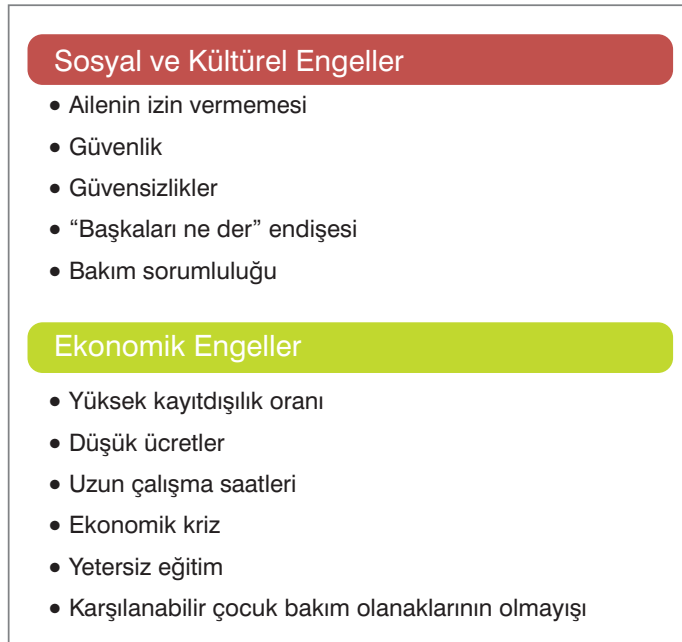 Sosyal ve Kültürel Engeller
• Ailenin izin vermemesi
• Güvenlik
• Güvensizlikler
• “Başkaları ne der” endişesi
• Bakım sorumluluğu
Ekonomik Engeller
• Yüksek kayıtdışılık oranı
• Düşük ücretler
• Uzun çalışma saatleri
• Ekonomik kriz
• Yetersiz eğitim
• Karşılanabilir çocuk bakım olanaklarının olmayışı